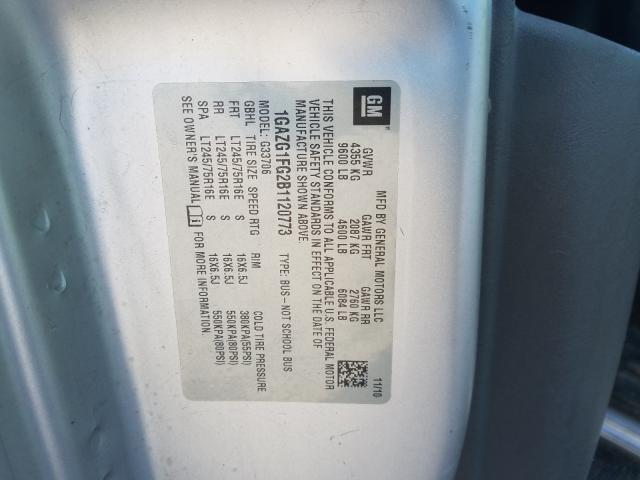 GM
MFD BY GENERAL MOTORS LLC 11/10
GVWR GAWR FRT GAWR RR
4355 KG 2087 KG 2760 KG
9600 LB 4600 LB 6084 LB
THIS VEHICLE CONFORMS TO ALL APPLICABLE U.S. FEDERAL MOTOR
VEHICLE SAFETY STANDARDS IN EFFECT ON THE DATE OF
MANUFACTURE SHOWN ABOVE.
1GAZG1FG2B1120773 TYPE: BUS—NOT SCHOOL BUS
MODEL: G33706
GBHL TIRE SIZE SPEED RTG RIM COLD TIRE PRESSURE
FRT LT245/75R16E S 16X6.5J 380KPA(55PSI)
RR LT245/75R16E S 16X6.5J 550KPA(80PSI)
SPA LT245/75R16E S 16X6.5J 550KPA(80PSI)
SEE OWNER'S MANUAL i FOR MORE INFORMATION.